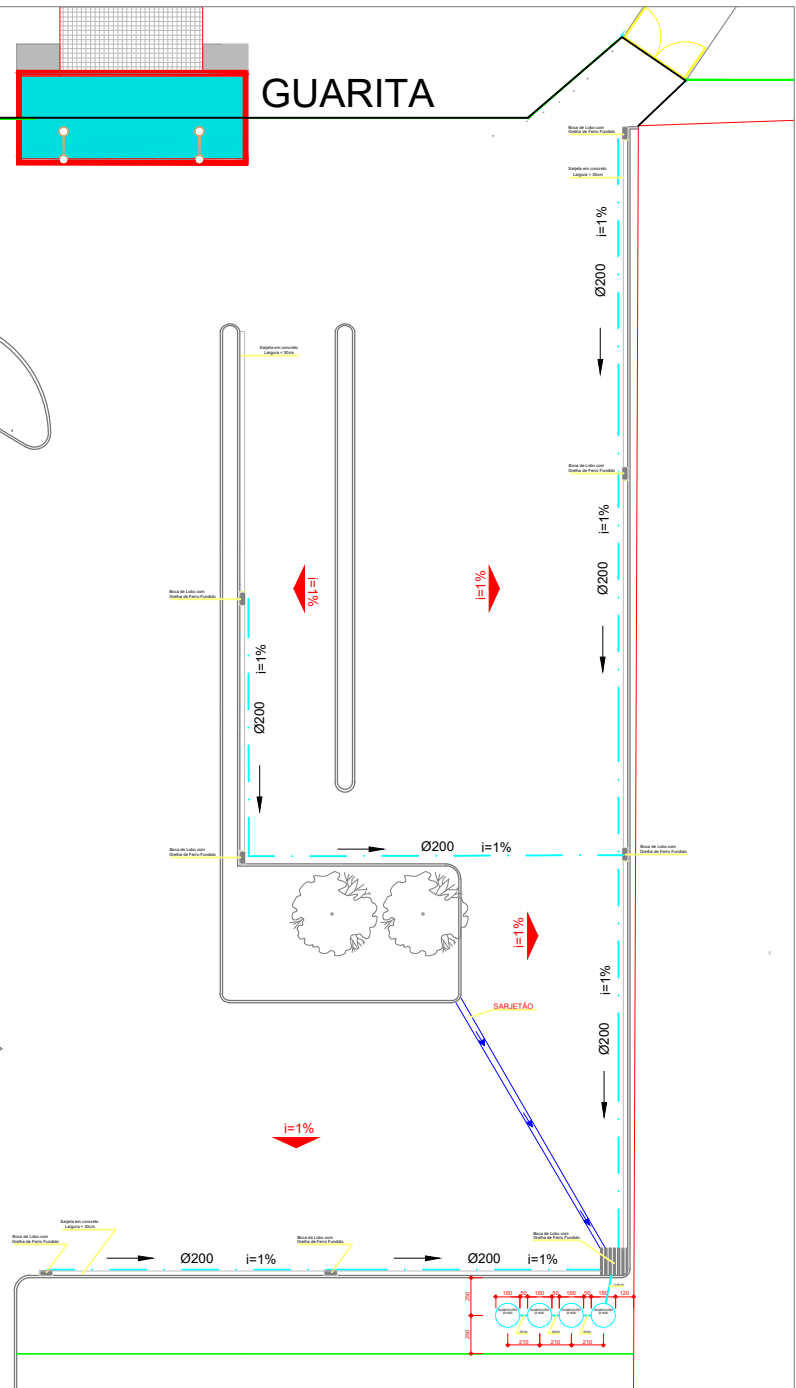 GUARITA
Boca de Lobo com
Grelha de Ferro Fundido
Sarjeta em concreto
Largura = 30cm
i=1%
Ø200
Sarjeta em concreto
Largura = 30cm
Boca de Lobo com
Grelha de Ferro Fundido
i=1%
Ø200
i=1%
i=1%
Boca de Lobo com
Grelha de Ferro Fundido
i=1%
Ø200
Boca de Lobo com
Grelha de Ferro Fundido
Ø200 i=1%
Boca de Lobo com
Grelha de Ferro Fundido
i=1%
i=1%
Ø200
SARJETÃO
i=1%
Sarjeta em concreto
Largura = 30cm
Boca de Lobo com
Grelha de Ferro Fundido
Boca de Lobo com
Grelha de Ferro Fundido
Boca de Lobo com
Grelha de Ferro Fundido
Ø200 i=1%
Ø200 i=1%
160 50 160 50 160 50 160 120
250
250
210 210 210